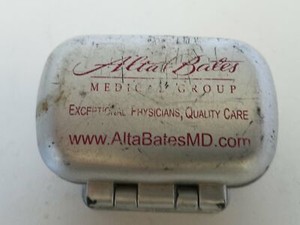 Alta Bates
MEDICAL GROUP
EXCEPTIONAL PHYSICIANS, QUALITY CARE
www.AltaBatesMD.com